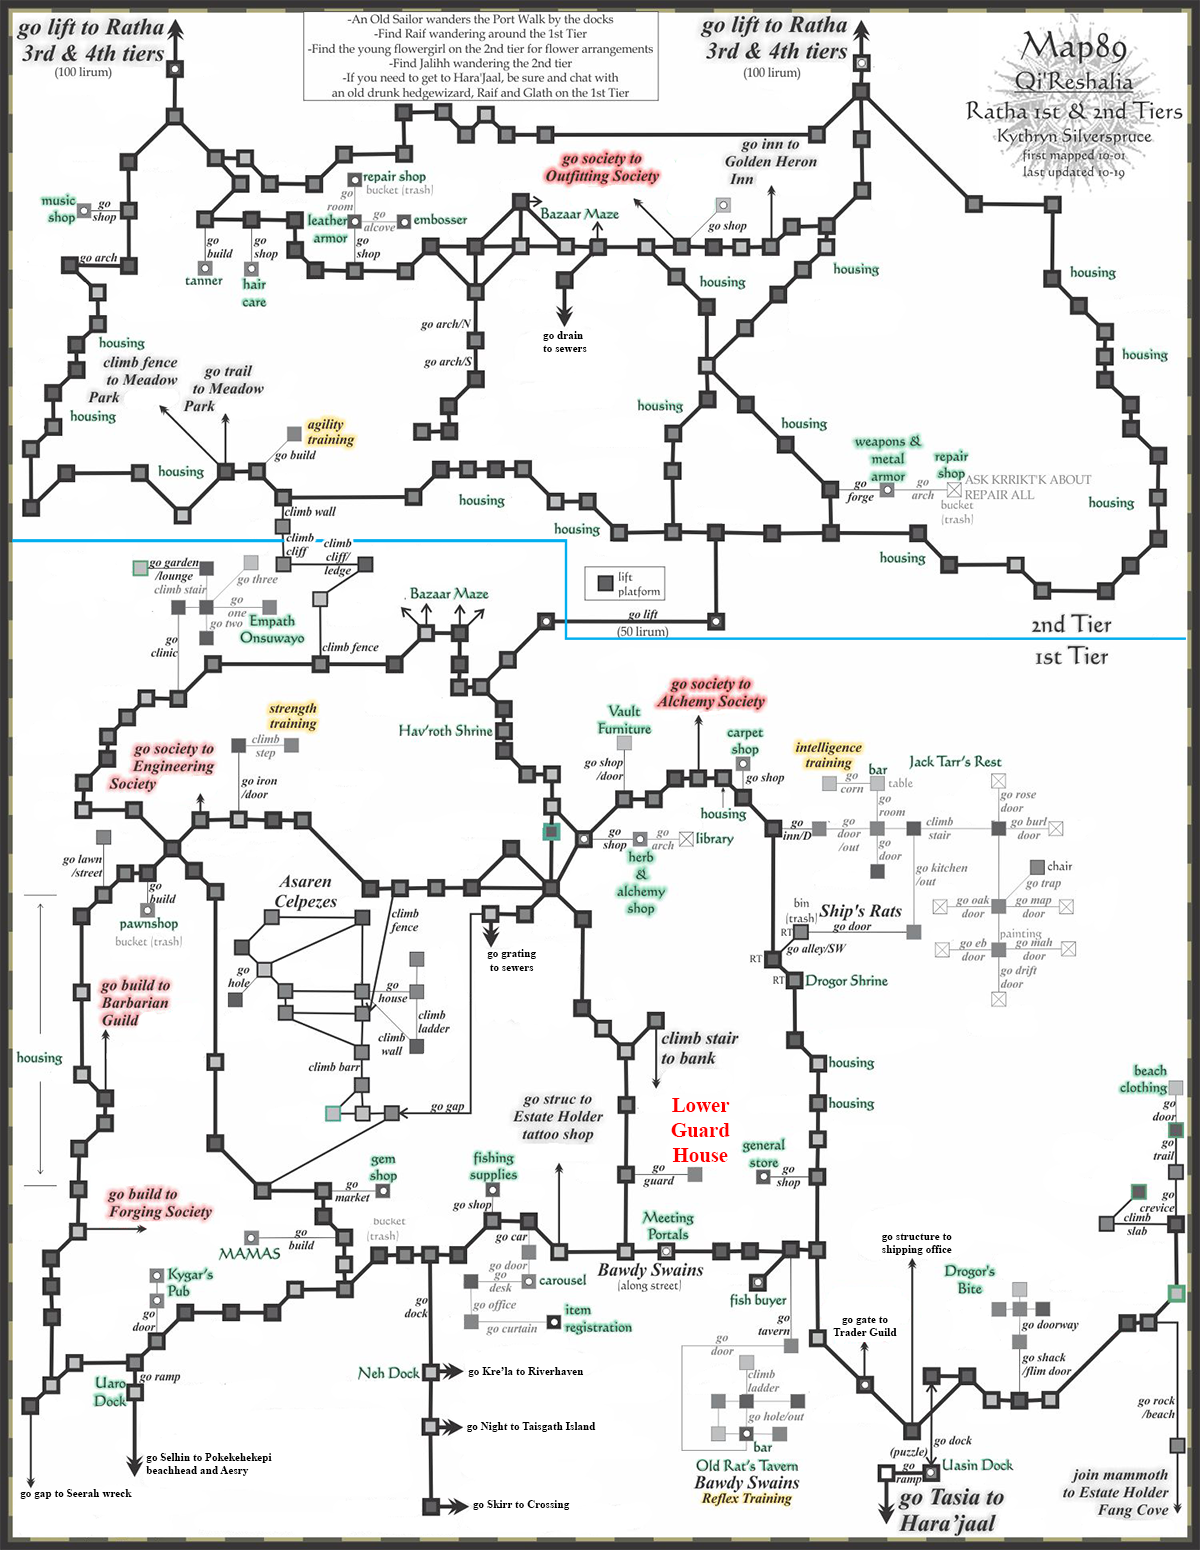 go lift to Ratha
3rd & 4th tiers
(100 lirum)
-An Old Sailor wanders the Port Walk by the docks
-Find Raif wandering around the 1st Tier
-Find the young flowergirl on the 2nd tier for flower arrangements
-Find Jalihh wandering the 2nd tier
-If you need to get to Hara'Jaal, be sure and chat with
an old drunk hedgewizard, Raif and Glath on the 1st Tier
go lift to Ratha
3rd & 4th tiers
(100 lirum)
N
Map89
Qi'Reshalia
Ratha 1st & 2nd Tiers
Kythryn Silverspruce
first mapped 10-01
last updated 10-19
music
shop
go
shop
go arch
repair shop
bucket (trash)
go
room
leather
armor
go
alcove
embosser
go
shop
go
build
tanner
go
shop
hair
care
go society to
Outfitting Society
Bazaar Maze
go inn to
Golden Heron
Inn
go shop
housing
housing
housing
housing
go arch/N
go arch/S
go drain
to sewers
housing
climb fence
to Meadow
Park
go trail
to Meadow
Park
housing
housing
agility
training
go build
housing
housing
housing
housing
weapons &
metal
armor
go
forge
go
arch
repair
shop
ASK KRRIKT'K ABOUT
REPAIR ALL
bucket
(trash)
housing
housing
climb wall
climb
cliff
climb
cliff/
ledge
go garden
/lounge
climb stair
go three
go
one
go two
Empath
Onsuwayo
go
clinic
climb fence
Bazaar Maze
lift
platform
go lift
(50 lirum)
2nd Tier
1st Tier
Hav'roth Shrine
strength
training
climb
step
go iron
/door
go society to
Engineering
Society
go society to
Alchemy Society
Vault
Furniture
go shop
/door
carpet
shop
go shop
housing
intelligence
training
go
corn
bar
table
go
room
go
inn/D
go
door
/out
go
door
climb
stair
go kitchen
/out
Jack Tarr's Rest
go rose
door
go burl
door
chair
go trap
go oak
door
go map
door
painting
go eb
door
go mah
door
go drift
door
go
shop
go
arch
library
herb
&
alchemy
shop
go lawn
/street
go
build
pawnshop
bucket (trash)
Asaren
Celpezes
climb
fence
go
hole
go
house
climb
ladder
climb
wall
climb barr
go gap
go grating
to sewers
bin
(trash)
RT
Ship's Rats
go door
go alley/SW
RT
RT
Drogor Shrine
housing
go build to
Barbarian
Guild
go build to
Forging Society
climb stair
to bank
housing
housing
go struc to
Estate Holder
tattoo shop
Lower
Guard
House
go
guard
general
store
go
shop
beach
clothing
go
door
go
trail
go
crevice
climb
slab
gem
shop
go
market
fishing
supplies
go shop
bucket
(trash)
MAMAS
go
build
go car
go door
go
desk
carousel
go office
go curtain
item
registration
Meeting
Portals
Bawdy Swains
(along street)
fish buyer
go
tavern
go
dock
Kygar's
Pub
go
door
Uaro
Dock
go ramp
go structure to
shipping office
Drogor's
Bite
go doorway
go shack
/flim door
go gate to
Trader Guild
Neh Dock
go Kre'la to Riverhaven
go Night to Taisgath Island
go Skirr to Crossing
go
door
climb
ladder
go hole/out
bar
Old Rat's Tavern
Bawdy Swains
Reflex Training
go rock
/beach
(puzzle)
go
ramp
go dock
Uasin Dock
go Tasia to
Hara'jaal
join mammoth
to Estate Holder
Fang Cove
go Selhin to Pokekehekepi
beachhead and Aesry
go gap to Seerah wreck